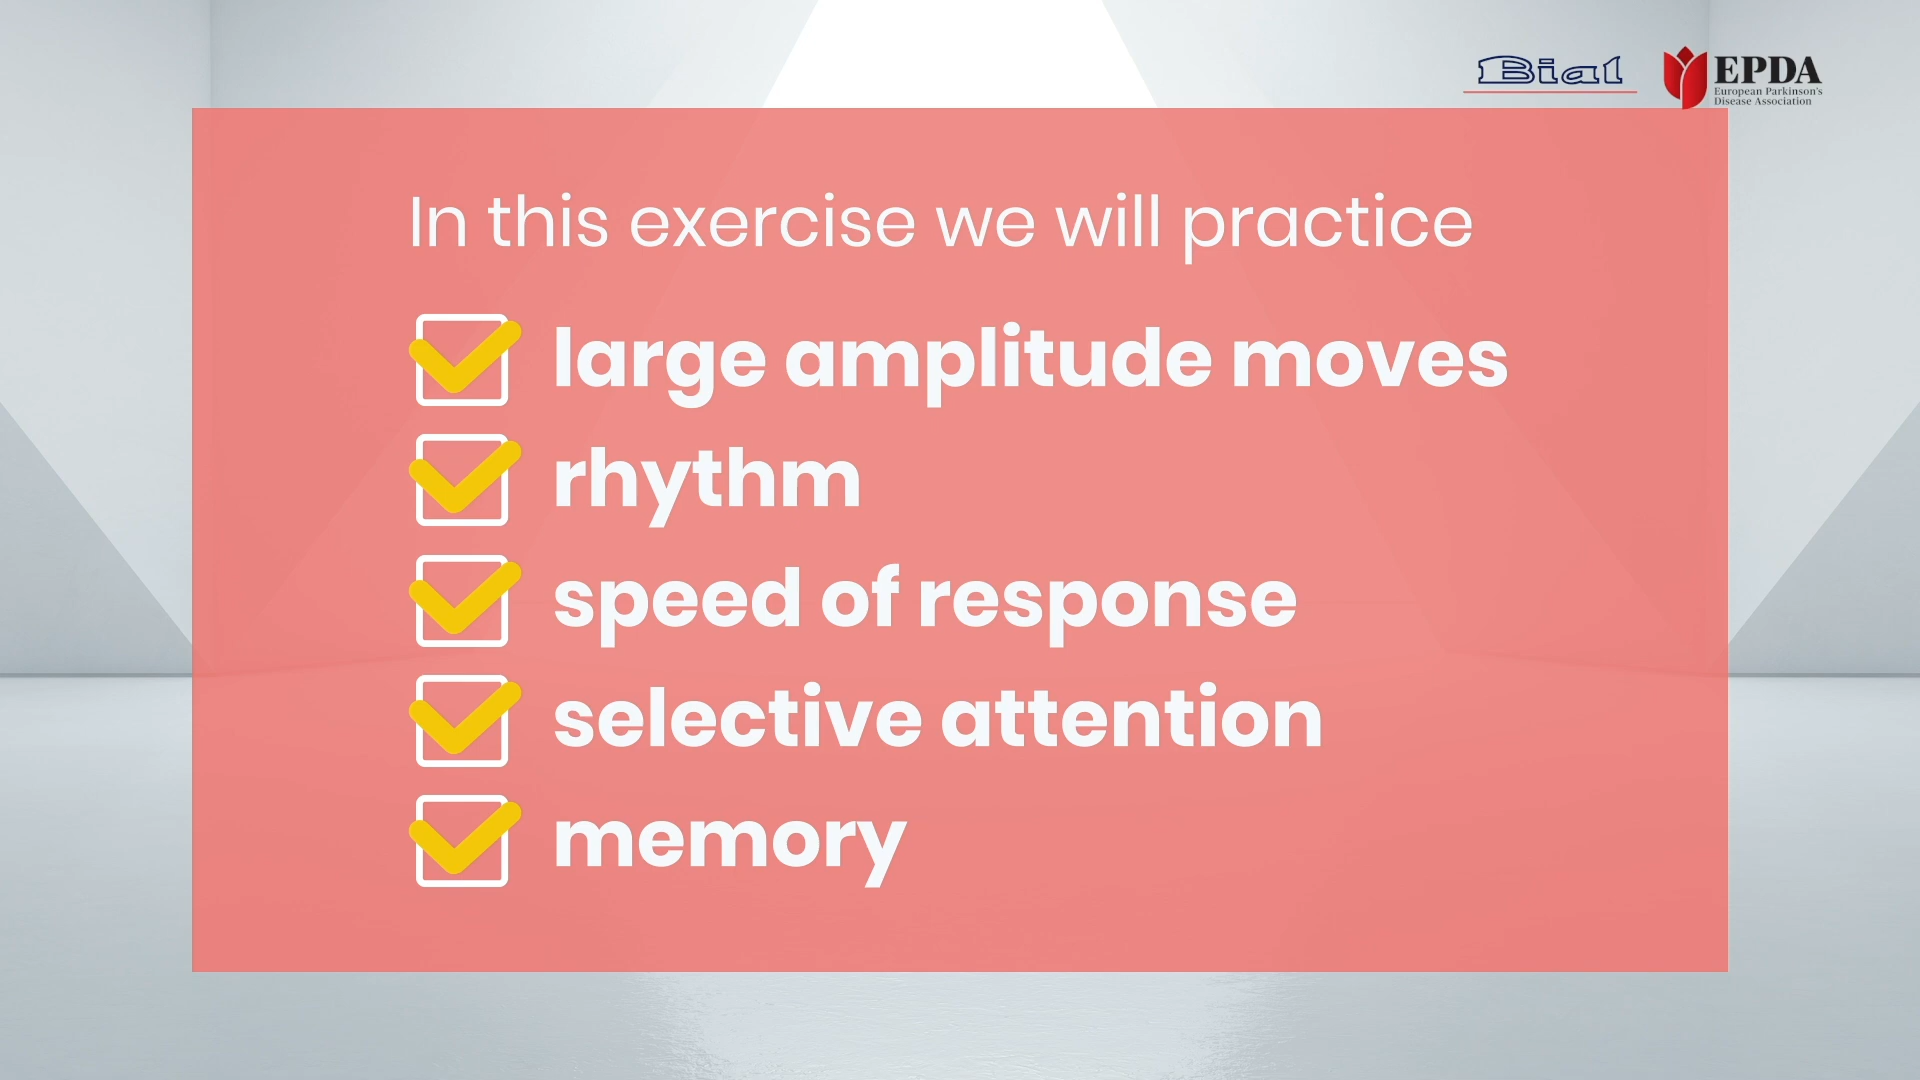 Bial
EPDA
European Parkinson's
Disease Association
In this exercise we will practice
large amplitude moves
rhythm
speed of response
selective attention
memory